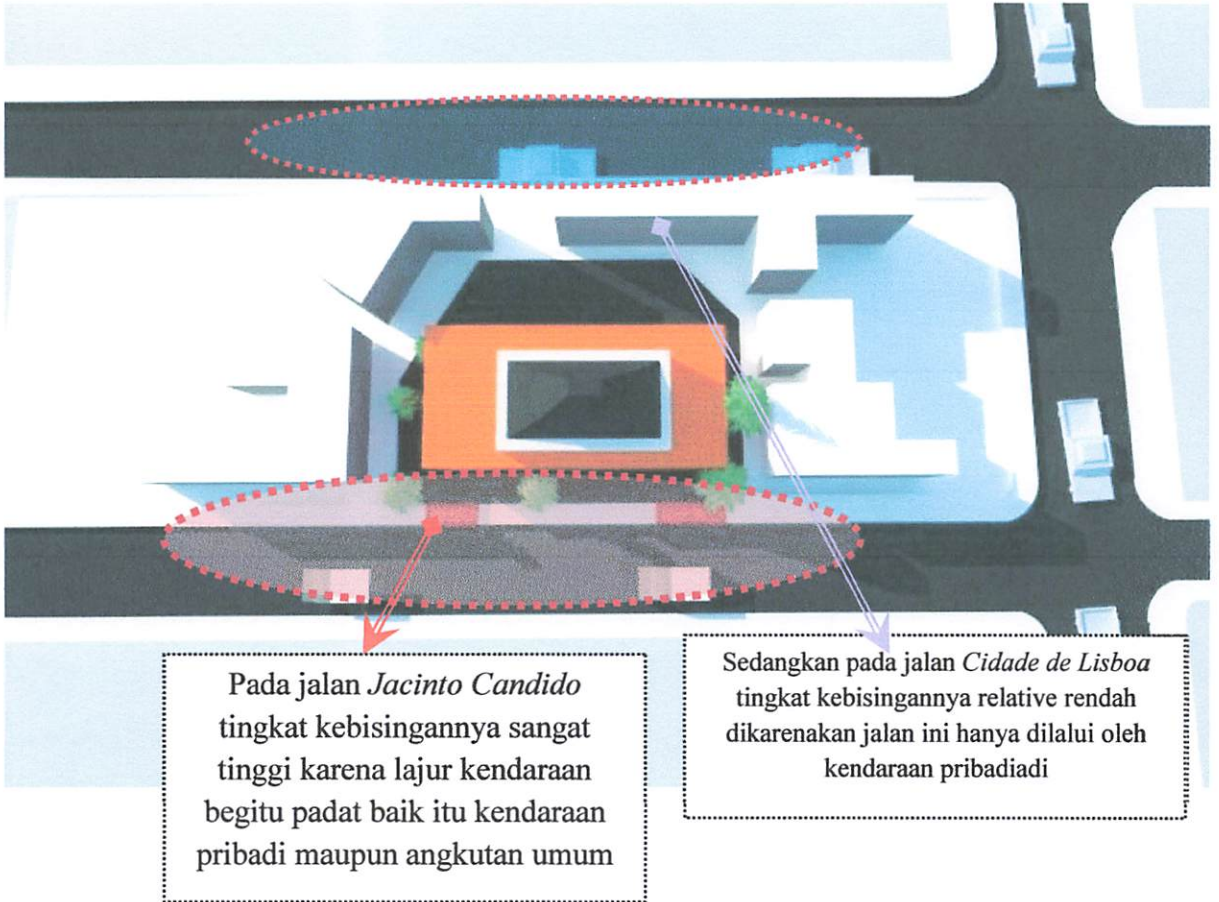 Pada jalan Jacinto Candido
tingkat kebisingannya sangat
tinggi karena lajur kendaraan
begitu padat baik itu kendaraan
pribadi maupun angkutan umum
Sedangkan pada jalan Cidade de Lisboa
tingkat kebisingannya relative rendah
dikarenakan jalan ini hanya dilalui oleh
kendaraan pribadiadi